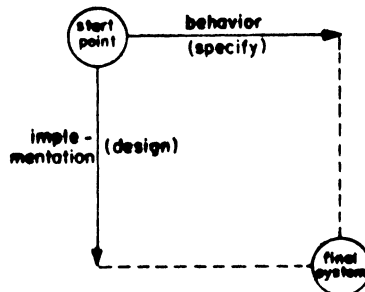 start
point
behavior
(specify)
imple -
mentation (design)
final
system